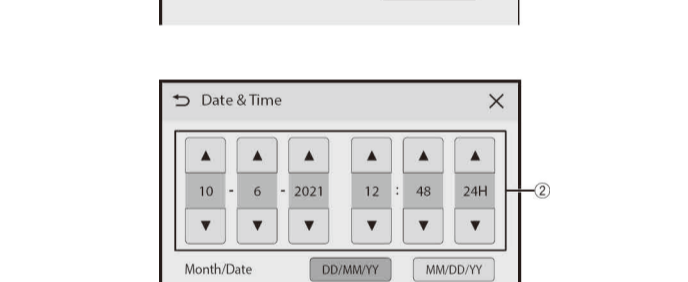 Date & Time
10 - 6 - 2021 12 : 48 24H
②
Month/Date DD/MM/YY MM/DD/YY